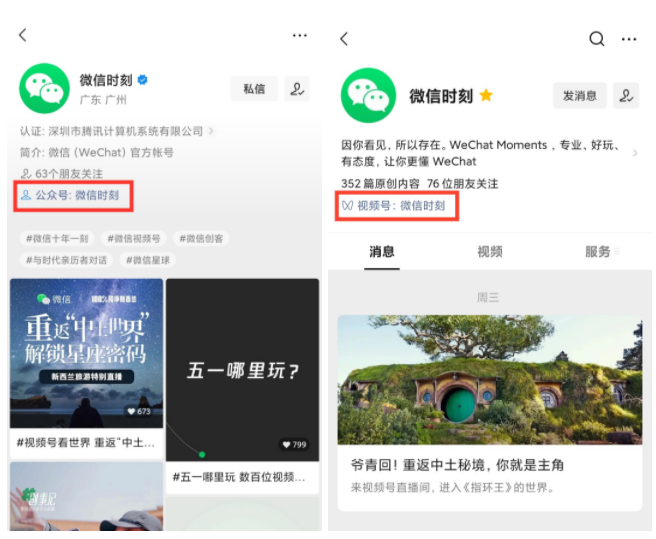 微信时刻
广东 广州
私信
认证: 深圳市腾讯计算机系统有限公司 >
简介: 微信 (WeChat) 官方帐号
63个朋友关注
公众号: 微信时刻
#微信十年一刻 #微信视频号 #微信创客
#与时代亲历者对话 #微信星球
微信
重返“中土世界”
解锁星座密码
新西兰旅游特别直播
673
#视频号看世界 重返“中土...
五一哪里玩?
799
#五一哪里玩 数百位视频...
微信时刻
发消息
因你看见, 所以存在。WeChat Moments , 专业、好玩、
有态度, 让你更懂 WeChat
352 篇原创内容 76 位朋友关注
视频号: 微信时刻
消息 视频 服务
周三
爷青回! 重返中土秘境, 你就是主角
来视频号直播间, 进入《指环王》的世界。